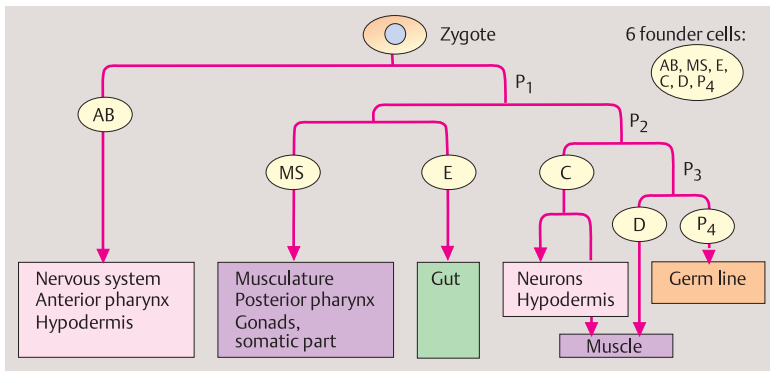 Zygote
6 founder cells:
AB, MS, E,
C, D, P4
P1
AB
P2
MS
E
C
P3
D
P4
Nervous system
Anterior pharynx
Hypodermis
Musculature
Posterior pharynx
Gonads,
somatic part
Gut
Neurons
Hypodermis
Germ line
Muscle